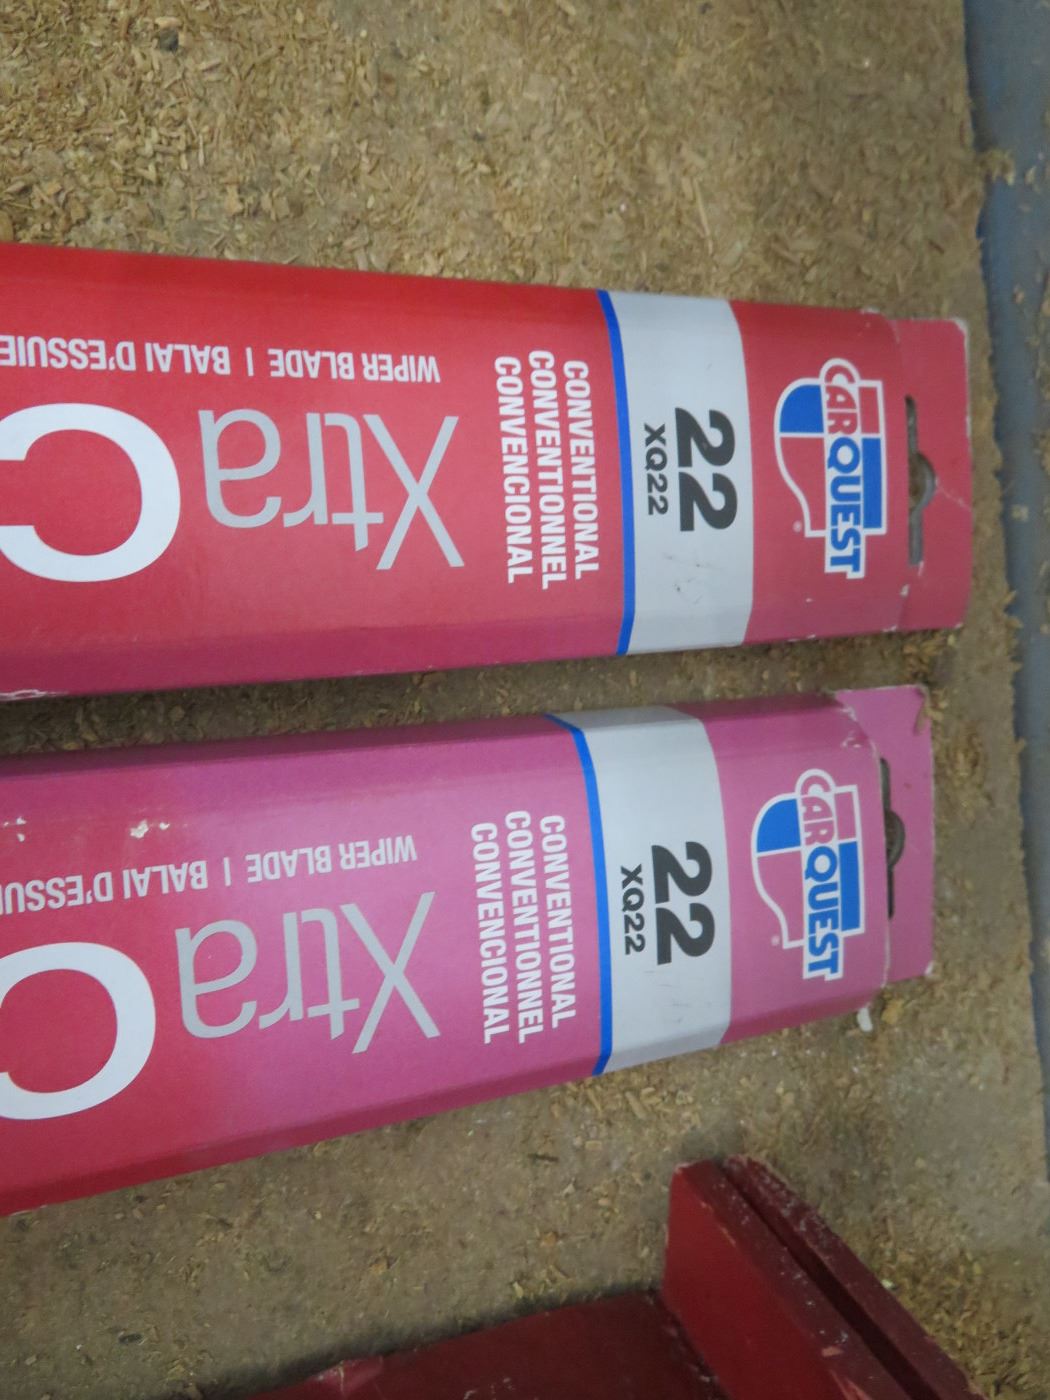 CARQUEST
22
XQ22
CONVENTIONAL
CONVENTIONNEL
CONVENCIONAL
WIPER BLADE | BALAI D'ESSUIE
Xtra C
CARQUEST
22
XQ22
CONVENTIONAL
CONVENTIONNEL
CONVENCIONAL
WIPER BLADE | BALAI D'ESSUI
Xtra C